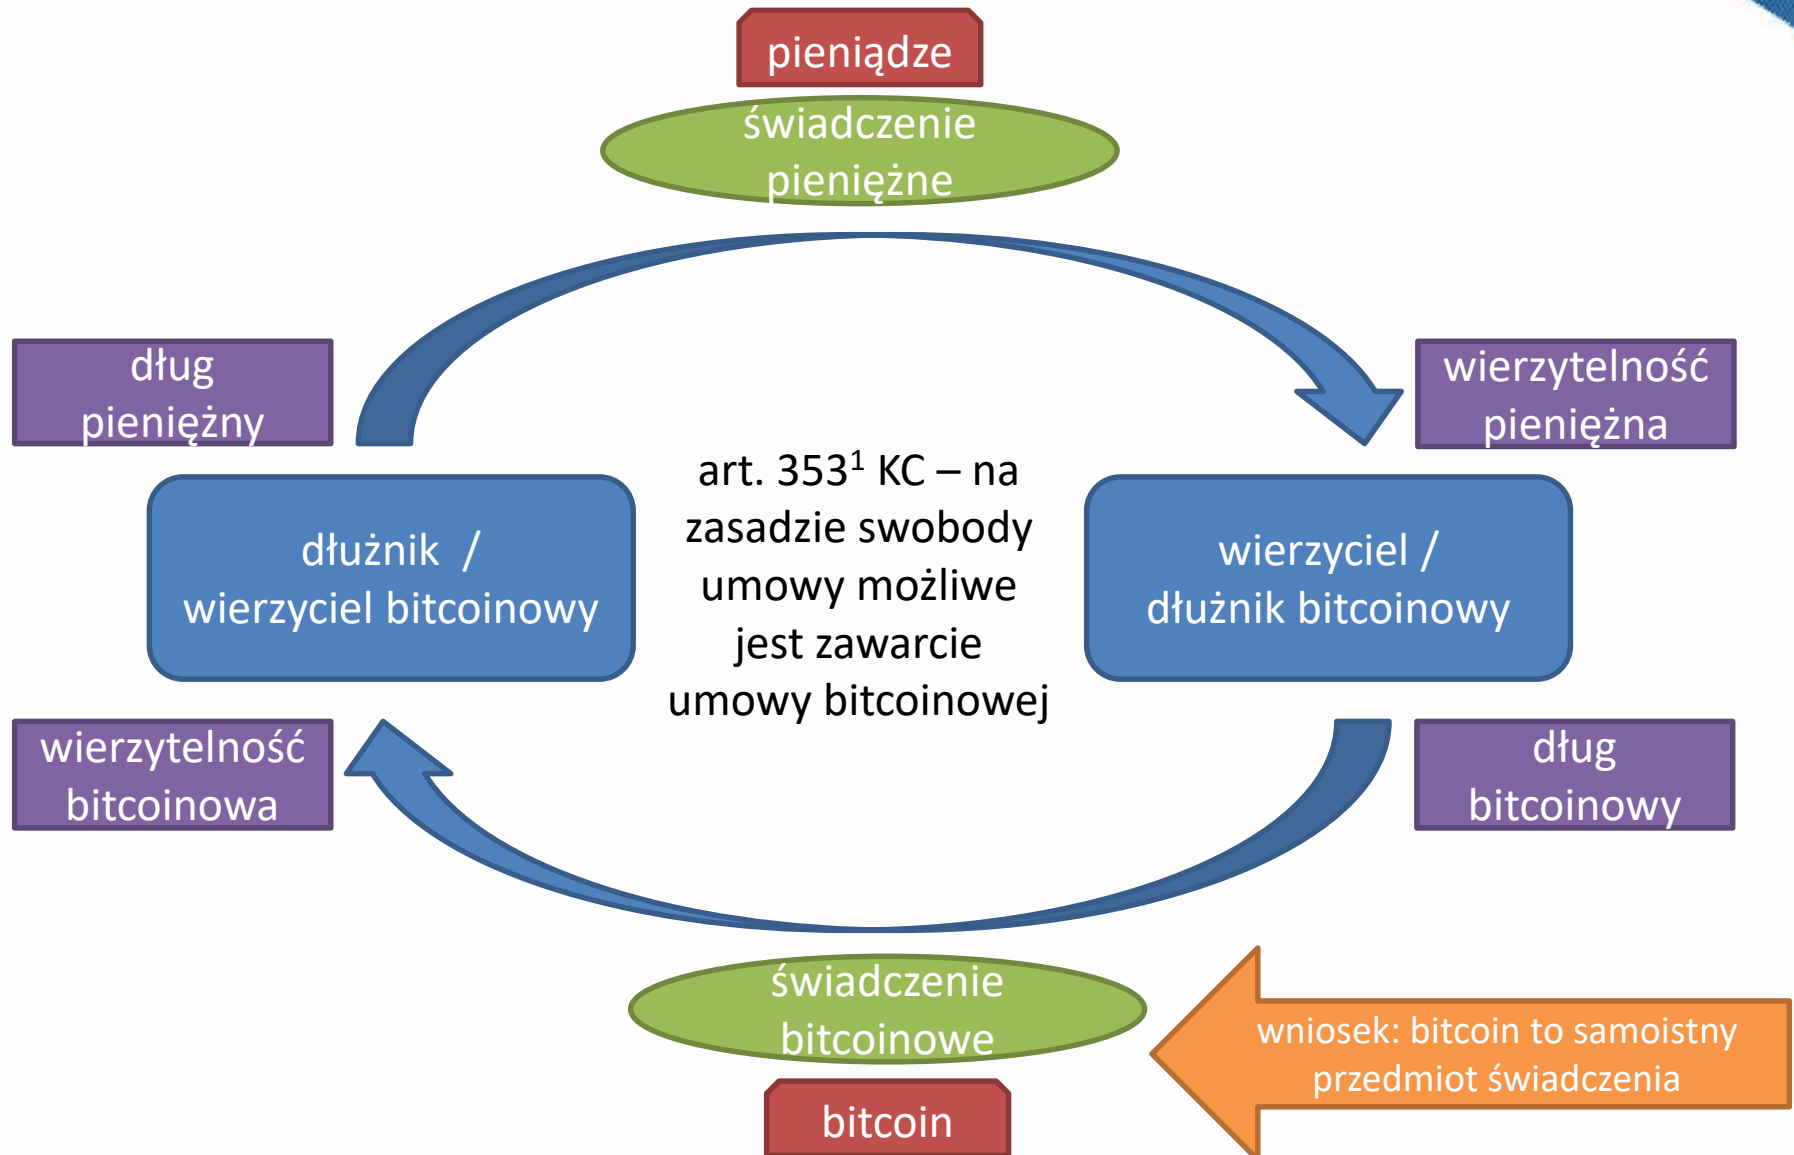 pieniądze
świadczenie
pieniężne
dług
pieniężny
wierzytelność
pieniężna
dłużnik /
wierzyciel bitcoinowy
art. 353¹ KC – na
zasadzie swobody
umowy możliwe
jest zawarcie
umowy bitcoinowej
wierzyciel /
dłużnik bitcoinowy
wierzytelność
bitcoinowa
dług
bitcoinowy
świadczenie
bitcoinowe
wniosek: bitcoin to samoistny
przedmiot świadczenia
bitcoin